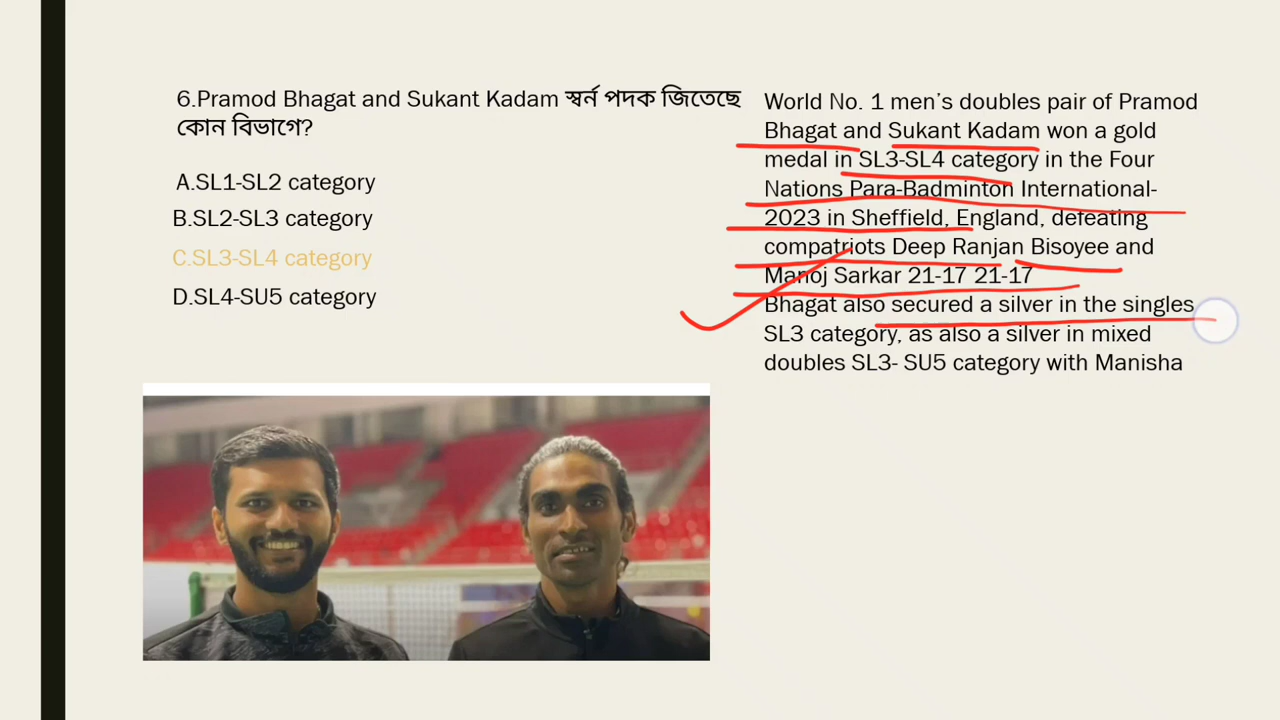 6.Pramod Bhagat and Sukant Kadam স্বর্ন পদক জিতেছে
কোন বিভাগে?
A.SL1-SL2 category
B.SL2-SL3 category
C.SL3-SL4 category
D.SL4-SU5 category
World No. 1 men’s doubles pair of Pramod
Bhagat and Sukant Kadam won a gold
medal in SL3-SL4 category in the Four
Nations Para-Badminton International-
2023 in Sheffield, England, defeating
compatriots Deep Ranjan Bisoyee and
Manoj Sarkar 21-17 21-17
Bhagat also secured a silver in the singles
SL3 category, as also a silver in mixed
doubles SL3- SU5 category with Manisha